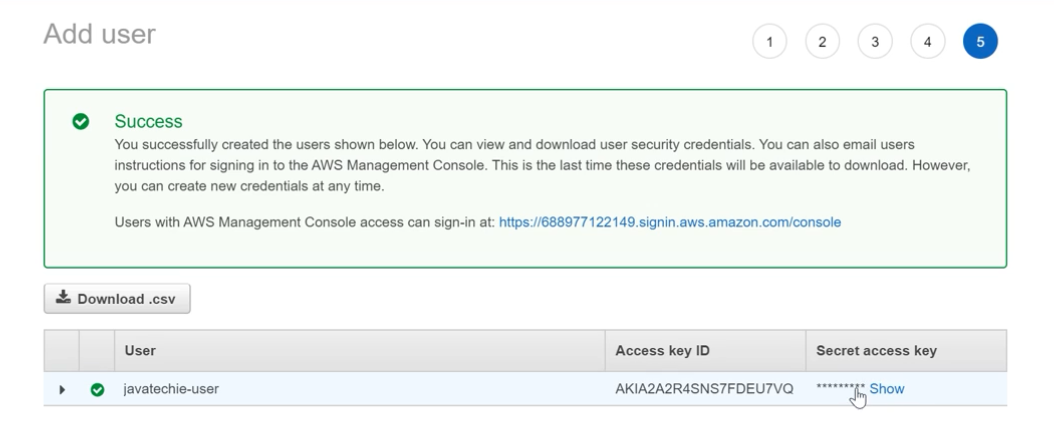 Add user
1 2 3 4 5
Success
You successfully created the users shown below. You can view and download user security credentials. You can also email users
instructions for signing in to the AWS Management Console. This is the last time these credentials will be available to download. However,
you can create new credentials at any time.
Users with AWS Management Console access can sign-in at: https://688977122149.signin.aws.amazon.com/console
Download .csv
User Access key ID Secret access key
javatechie-user AKIA2A2R4SNS7FDEU7VQ ********* Show